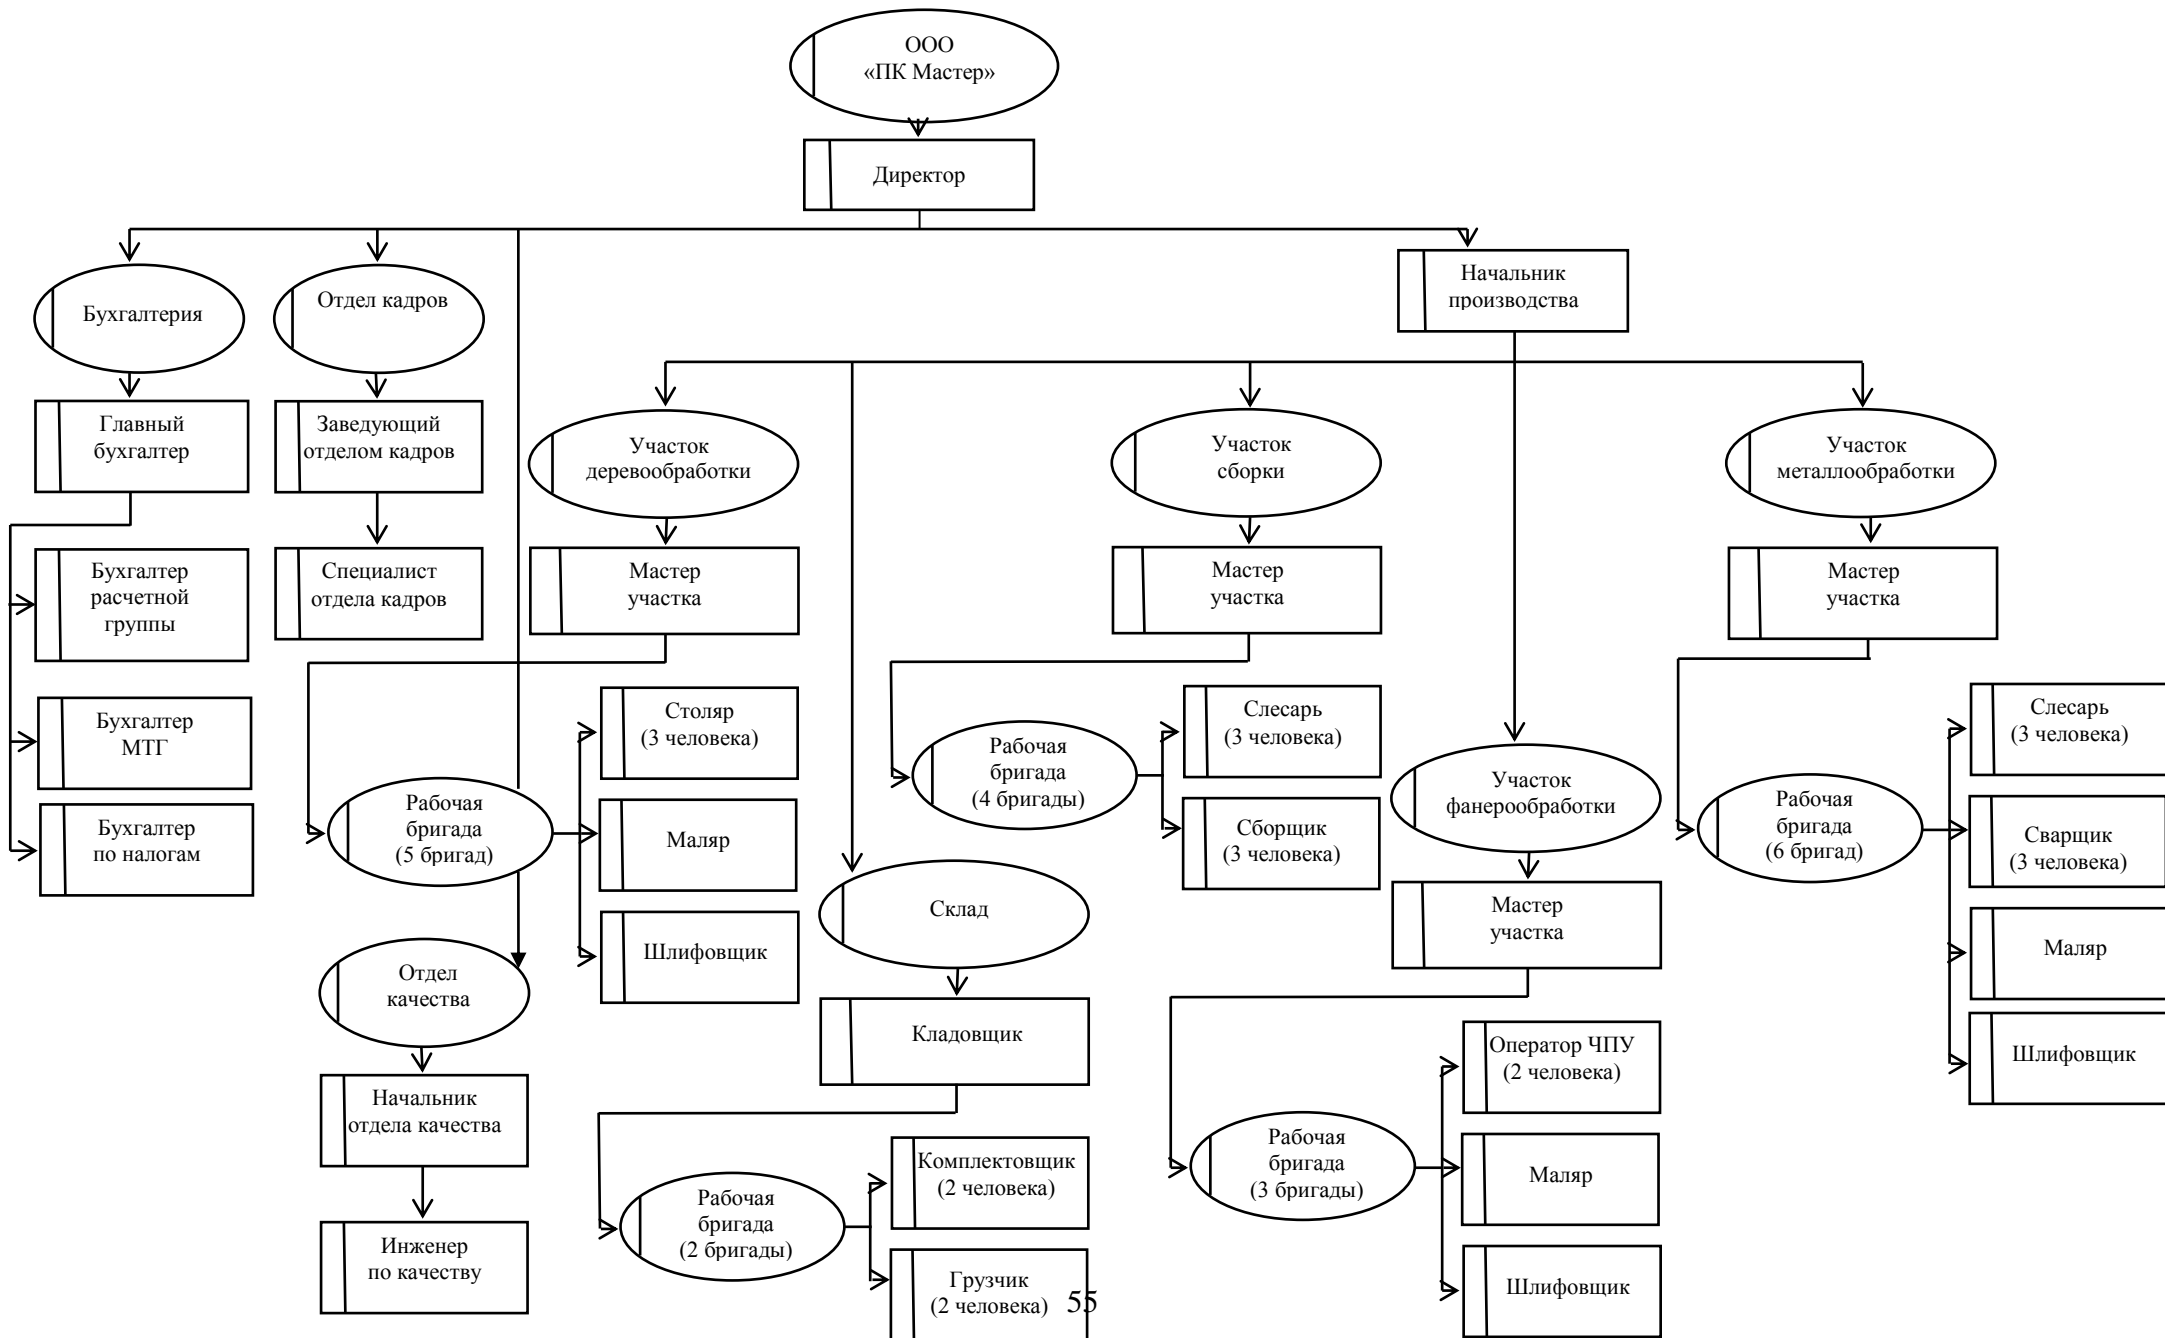 ООО
«ПК Мастер»
Директор
Начальник
производства
Бухгалтерия
Отдел кадров
Главный
бухгалтер
Заведующий
отделом кадров
Участок
деревообработки
Участок
сборки
Участок
металлообработки
Бухгалтер
расчетной
группы
Специалист
отдела кадров
Мастер
участка
Мастер
участка
Мастер
участка
Бухгалтер
МТГ
Бухгалтер
по налогам
Рабочая
бригада
(5 бригад)
Столяр
(3 человека)
Маляр
Шлифовщик
Рабочая
бригада
(4 бригады)
Слесарь
(3 человека)
Сборщик
(3 человека)
Участок
фанерообработки
Рабочая
бригада
(6 бригад)
Слесарь
(3 человека)
Сварщик
(3 человека)
Маляр
Шлифовщик
Склад
Мастер
участка
Отдел
качества
Кладовщик
Начальник
отдела качества
Инженер
по качеству
Рабочая
бригада
(2 бригады)
Комплектовщик
(2 человека)
Грузчик
(2 человека)
Рабочая
бригада
(3 бригады)
Оператор ЧПУ
(2 человека)
Маляр
Шлифовщик
55